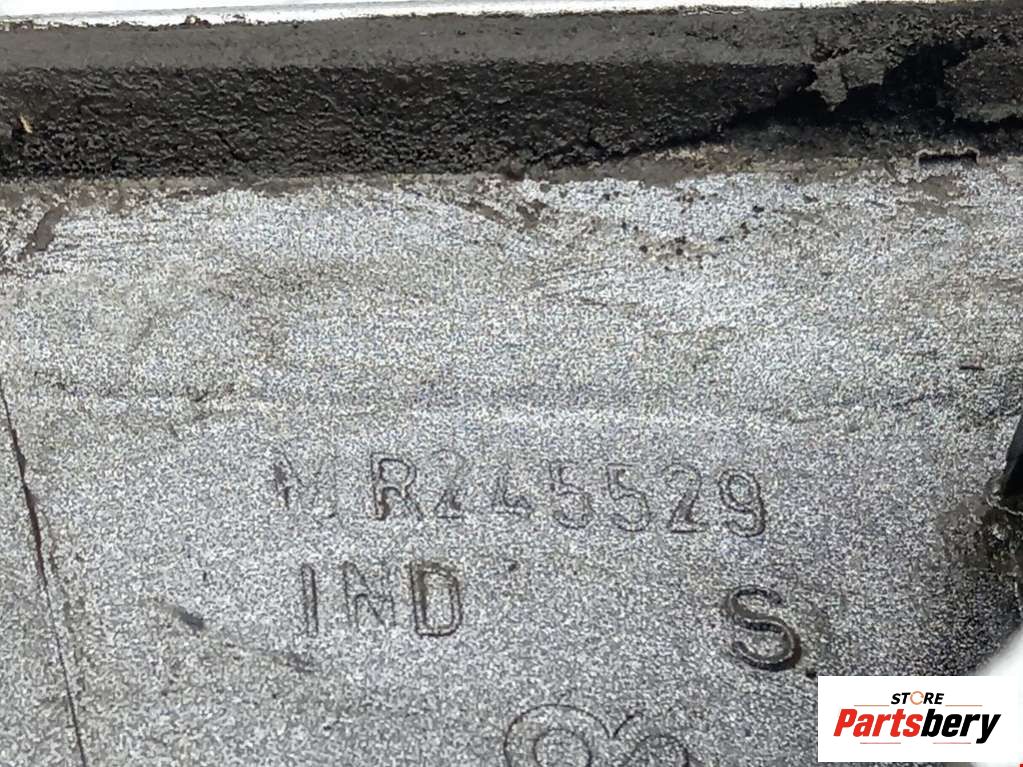 MR245529
IND S
STORE
Partsbery